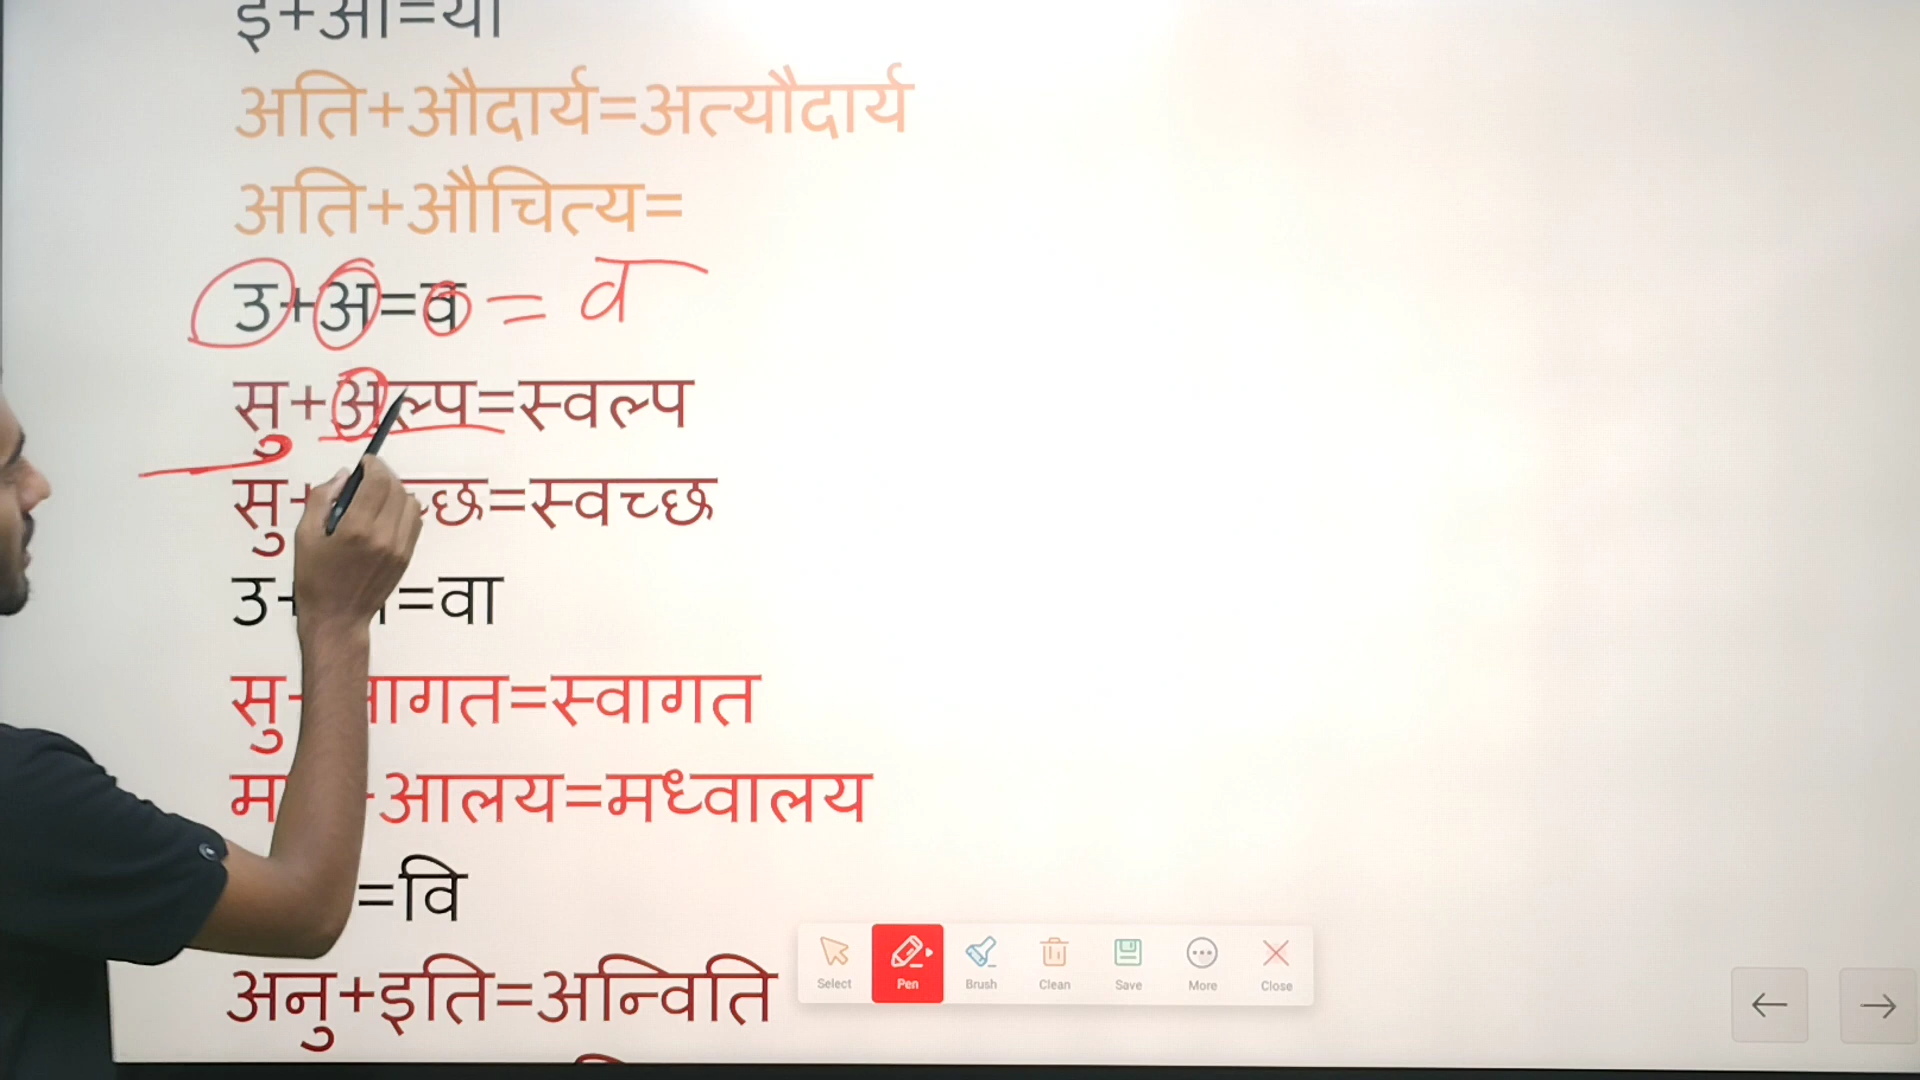 अति+औदार्य=अत्यौदार्य
अति+औचित्य=
उ+अ=व = व
सु+अल्प=स्वल्प
च्छ=स्वच्छ
=वा
आगत=स्वागत
+आलय=मध्वालय
=वि
अनु+इति=अन्विति
Select Pen Brush Clean Save More Close